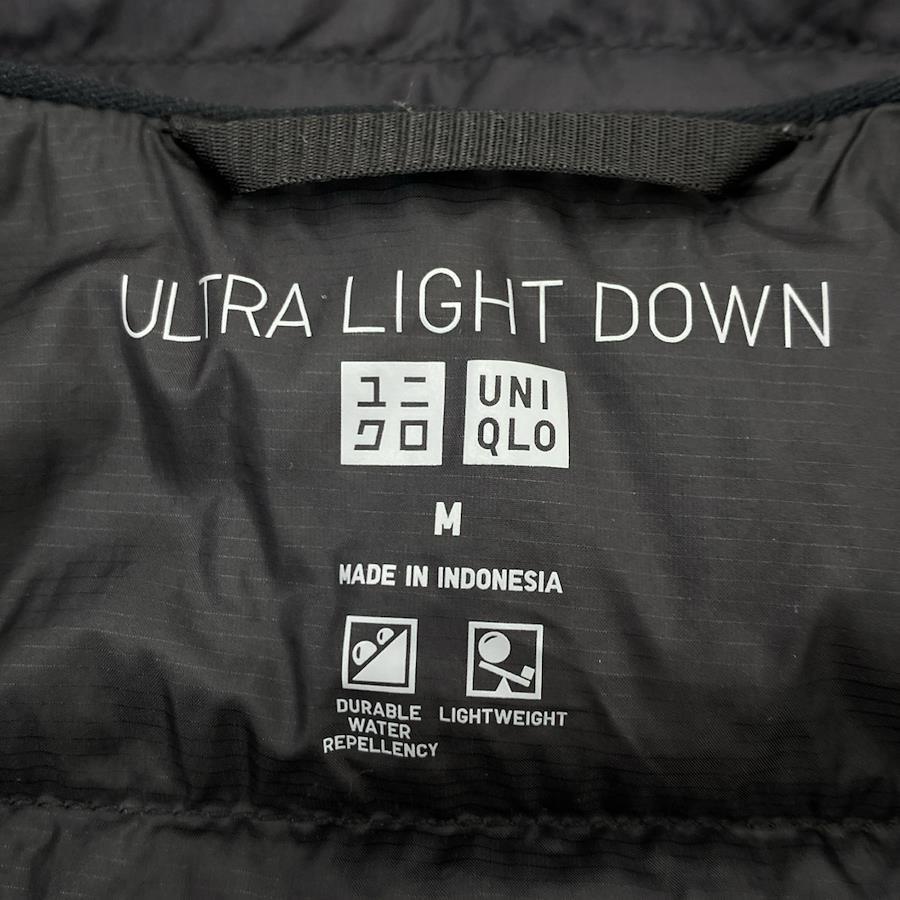 ULTRA LIGHT DOWN
ユニ
クロ
UNI
QLO
M
MADE IN INDONESIA
DURABLE
WATER
REPELLENCY
LIGHTWEIGHT